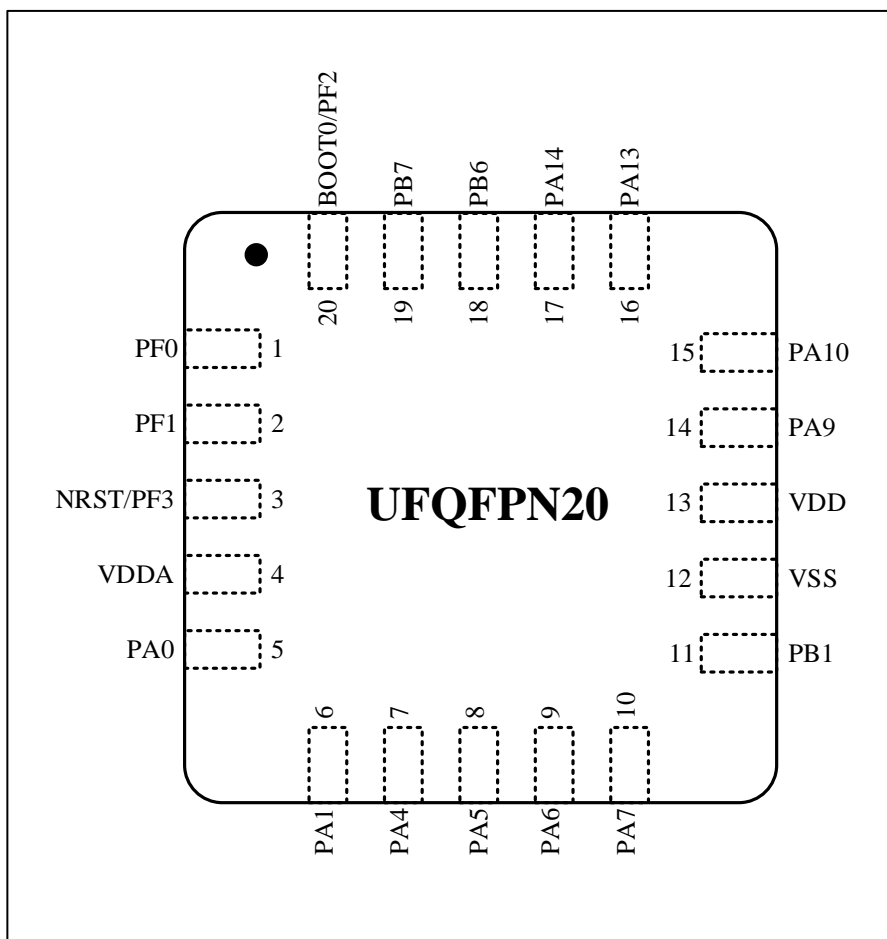 BOOT0/PF2
PB7
PB6
PA14
PA13
20
19
18
17
16
PF0 1
PF1 2
NRST/PF3 3
VDDA 4
PA0 5
UFQFPN20
15 PA10
14 PA9
13 VDD
12 VSS
11 PB1
6
7
8
9
10
PA1
PA4
PA5
PA6
PA7